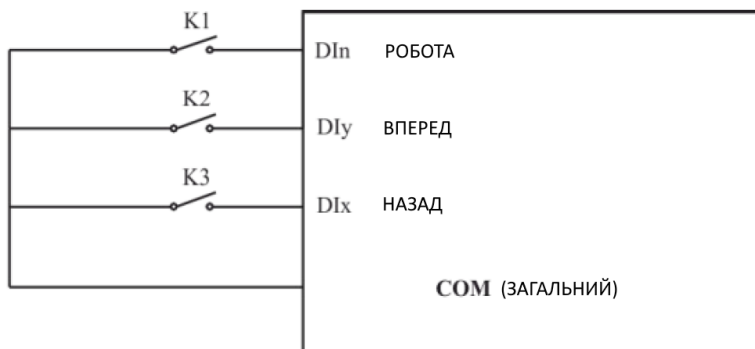 K1
DIn РОБОТА
K2
DIy ВПЕРЕД
K3
DIx НАЗАД
COM (ЗАГАЛЬНИЙ)